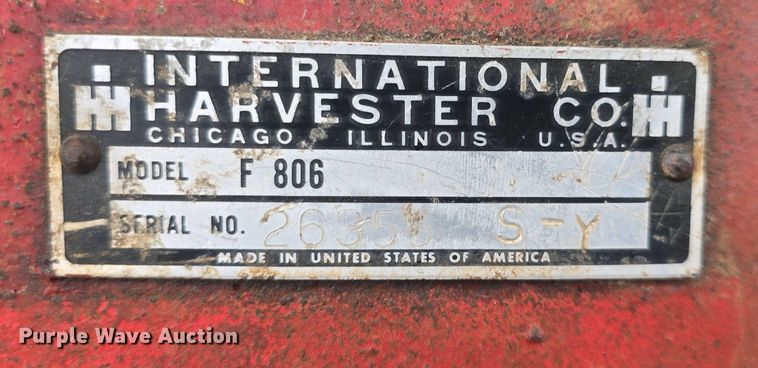 INTERNATIONAL
HARVESTER CO.
CHICAGO ILLINOIS U.S.A.
MODEL F 806
SERIAL NO. S-Y
MADE IN UNITED STATES OF AMERICA
Purple Wave Auction